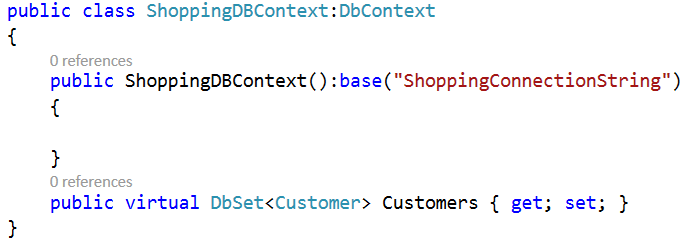 public class ShoppingDBContext:DbContext
{
0 references
public ShoppingDBContext():base("ShoppingConnectionString")
{
}
0 references
public virtual DbSet<Customer> Customers { get; set; }
}